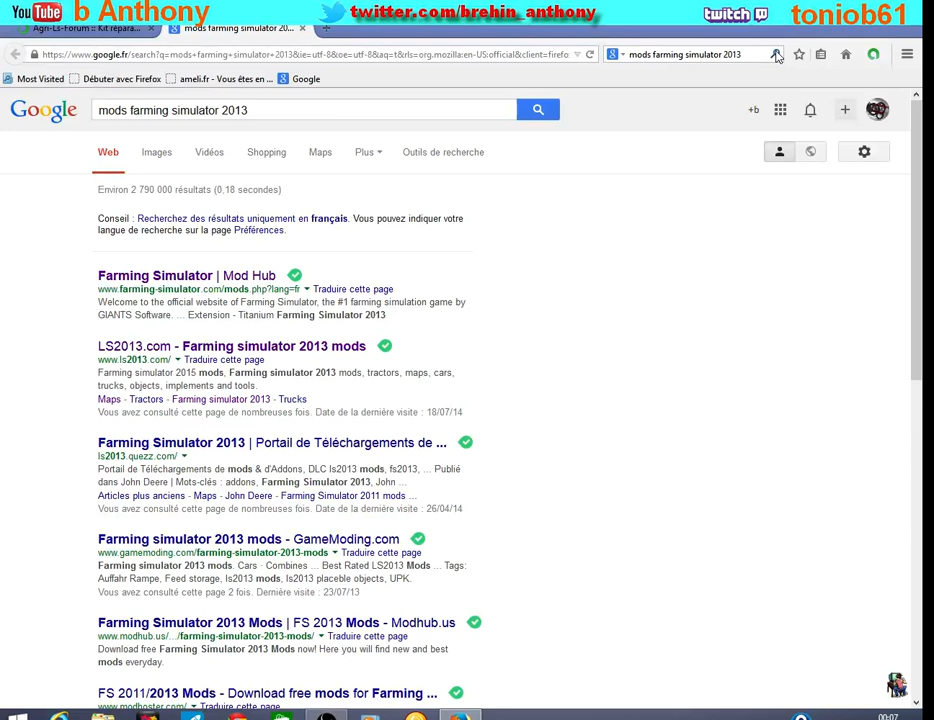 You Tube b Anthony twitter.com/brehin_anthony twitch toniob61
Agri-Ls-Forum :: Kit répara... mods farming simulator 20...
https://www.google.fr/search?q=mods+farming+simulator+2013&ie=utf-8&oe=utf-8&aq=t&rls=org.mozilla:en-US:official&client=firefo mods farming simulator 2013
Most Visited Débuter avec Firefox ameli.fr - Vous êtes en ... Google
Google mods farming simulator 2013 +b
Web Images Vidéos Shopping Maps Plus Outils de recherche
Environ 2 790 000 résultats (0,18 secondes)
Conseil : Recherchez des résultats uniquement en français. Vous pouvez indiquer votre
langue de recherche sur la page Préférences.
Farming Simulator | Mod Hub
www.farming-simulator.com/mods.php?lang=fr Traduire cette page
Welcome to the official website of Farming Simulator, the #1 farming simulation game by
GIANTS Software. ... Extension - Titanium Farming Simulator 2013
LS2013.com - Farming simulator 2013 mods
www.ls2013.com/ Traduire cette page
Farming simulator 2015 mods, Farming simulator 2013 mods, tractors, maps, cars,
trucks, objects, implements and tools.
Maps - Tractors - Farming simulator 2013 - Trucks
Vous avez consulté cette page de nombreuses fois. Date de la dernière visite : 18/07/14
Farming Simulator 2013 | Portail de Téléchargements de ...
ls2013.quezz.com/
Portail de Téléchargements de mods & d'Addons, DLC ls2013 mods, fs2013, ... Publié
dans John Deere | Mots-clés : addons, Farming Simulator 2013, John ...
Articles plus anciens - Maps - John Deere - Farming Simulator 2011 mods ...
Vous avez consulté cette page de nombreuses fois. Date de la dernière visite : 26/04/14
Farming simulator 2013 mods - GameModing.com
www.gamemoding.com/farming-simulator-2013-mods Traduire cette page
Farming simulator 2013 mods. Cars · Combines ... Best Rated LS2013 Mods ... Tags:
Auffahr Rampe, Feed storage, ls2013 mods, ls2013 placeble objects, UPK.
Vous avez consulté cette page 2 fois. Dernière visite : 23/07/13
Farming Simulator 2013 Mods | FS 2013 Mods - Modhub.us
www.modhub.us/.../farming-simulator-2013-mods/ Traduire cette page
Download free Farming Simulator 2013 Mods now! Here you will find new and best
mods everyday.
FS 2011/2013 Mods - Download free mods for Farming ...
www.modhoster.com/ Traduire cette page
00:07